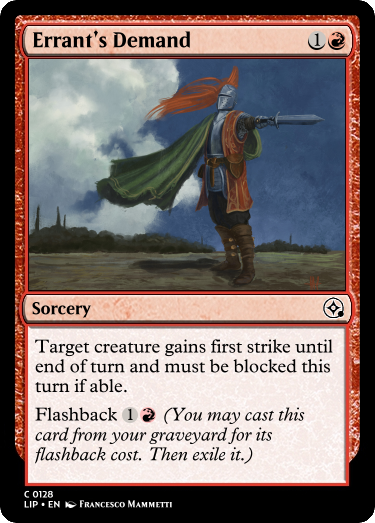 Errant's Demand 1
Sorcery
Target creature gains first strike until
end of turn and must be blocked this
turn if able.
Flashback 1 (You may cast this
card from your graveyard for its
flashback cost. Then exile it.)
C 0128
LIP • EN Francesco Mammetti